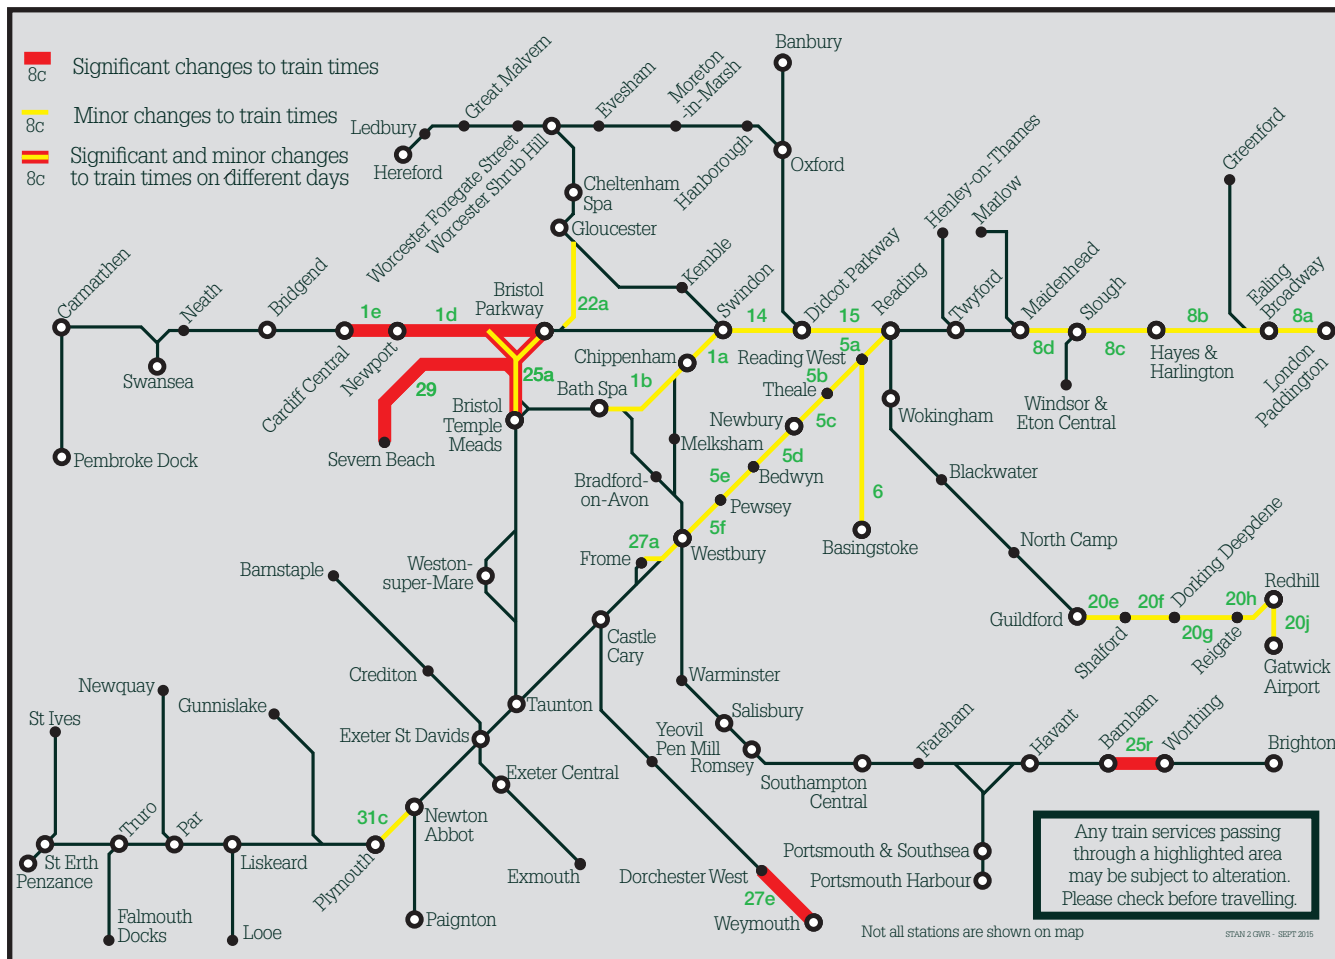 8c
Significant changes to train times
8c
Minor changes to train times
8c
Significant and minor changes
to train times on different days
Banbury
Great Malvern
Evesham
Moreton
-in-Marsh
Ledbury
Hereford
Worcester Foregate Street
Worcester Shrub Hill
Hanborough
Oxford
Cheltenham
Spa
Gloucester
Henley-on-Thames
Marlow
Greenford
Carmarthen
Neath
Bridgend
1e
1d
Bristol
Parkway
22a
Kemble
Swindon
14
Didcot Parkway
15
Reading
Twyford
Maidenhead
Slough
8b
Ealing
Broadway
8a
8d
8c
Hayes &
Harlington
London
Paddington
Swansea
Cardiff Central
Newport
29
25a
Chippenham
1a
1b
Bath Spa
Reading West
5a
5b
Theale
5c
Newbury
Wokingham
Windsor &
Eton Central
Bristol
Temple
Meads
Severn Beach
Pembroke Dock
Melksham
5d
Bedwyn
Bradford-
on-Avon
5e
Pewsey
5f
6
Blackwater
Basingstoke
27a
Frome
Westbury
North Camp
Weston-
super-Mare
Barnstaple
Dorking Deepdene
Redhill
Guildford
20e
20f
20h
20g
20j
Shalford
Reigate
Gatwick
Airport
Castle
Cary
Crediton
Warminster
Newquay
Gunnislake
St Ives
Taunton
Salisbury
Exeter St Davids
Yeovil
Pen Mill
Romsey
Fareham
Havant
Barnham
25r
Worthing
Brighton
Exeter Central
Southampton
Central
31c
Newton
Abbot
Truro
Par
St Erth
Penzance
Liskeard
Plymouth
Exmouth
Dorchester West
27e
Weymouth
Portsmouth & Southsea
Portsmouth Harbour
Falmouth
Docks
Looe
Paignton
Any train services passing
through a highlighted area
may be subject to alteration.
Please check before travelling.
Not all stations are shown on map
STAN 2 GWR - SEPT 2015